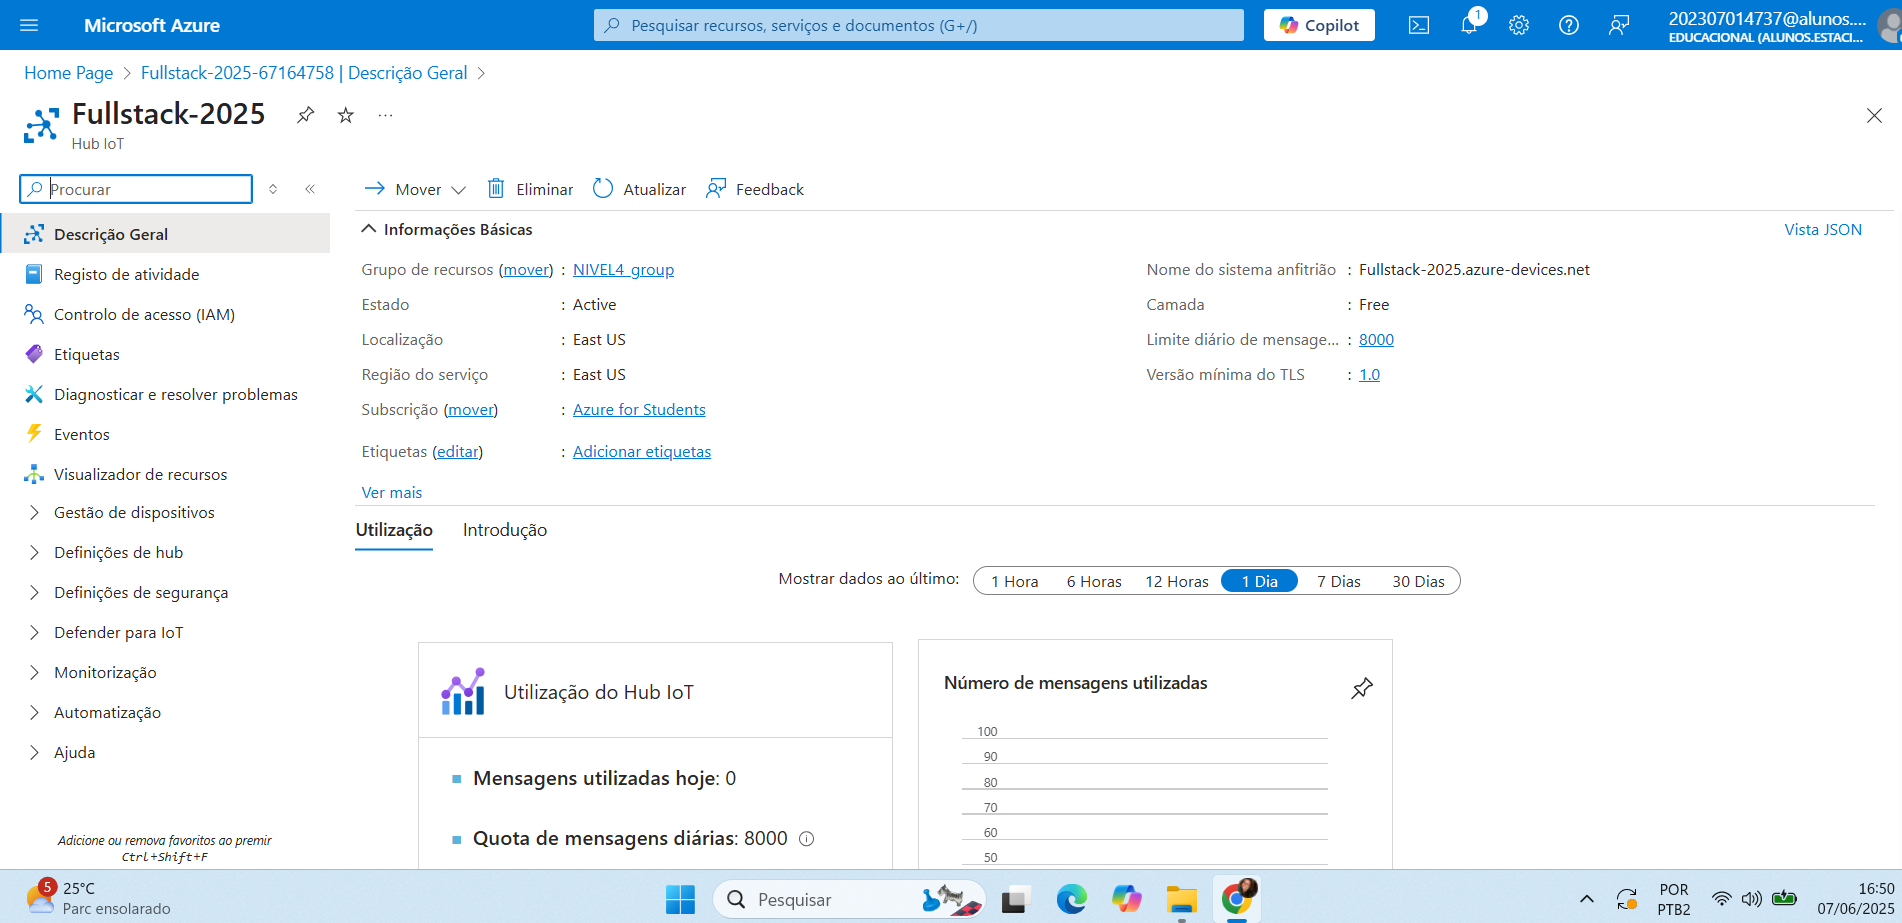 Microsoft Azure
Pesquisar recursos, serviços e documentos (G+/)
Copilot
1
202307014737@alunos....
EDUCACIONAL (ALUNOS.ESTACI...
Home Page > Fullstack-2025-67164758 | Descrição Geral >
Fullstack-2025
...
Hub IoT
Procurar
Mover
Eliminar
Atualizar
Feedback
Descrição Geral
Registo de atividade
Controlo de acesso (IAM)
Etiquetas
Diagnosticar e resolver problemas
Eventos
Visualizador de recursos
Gestão de dispositivos
Definições de hub
Definições de segurança
Defender para IoT
Monitorização
Automatização
Ajuda
Adicione ou remova favoritos ao premir
Ctrl+Shift+F
Informações Básicas
Vista JSON
Grupo de recursos (mover) : NIVEL4_group
Estado : Active
Localização : East US
Região do serviço : East US
Subscrição (mover) : Azure for Students
Etiquetas (editar) : Adicionar etiquetas
Ver mais
Nome do sistema anfitrião : Fullstack-2025.azure-devices.net
Camada : Free
Limite diário de mensage... : 8000
Versão mínima do TLS : 1.0
Utilização
Introdução
Mostrar dados ao último:
1 Hora
6 Horas
12 Horas
1 Dia
7 Dias
30 Dias
Utilização do Hub IoT
Mensagens utilizadas hoje: 0
Quota de mensagens diárias: 8000
Número de mensagens utilizadas
100
90
80
70
60
50
5
25°C
Parc ensolarado
Pesquisar
POR
PTB2
16:50
07/06/2025